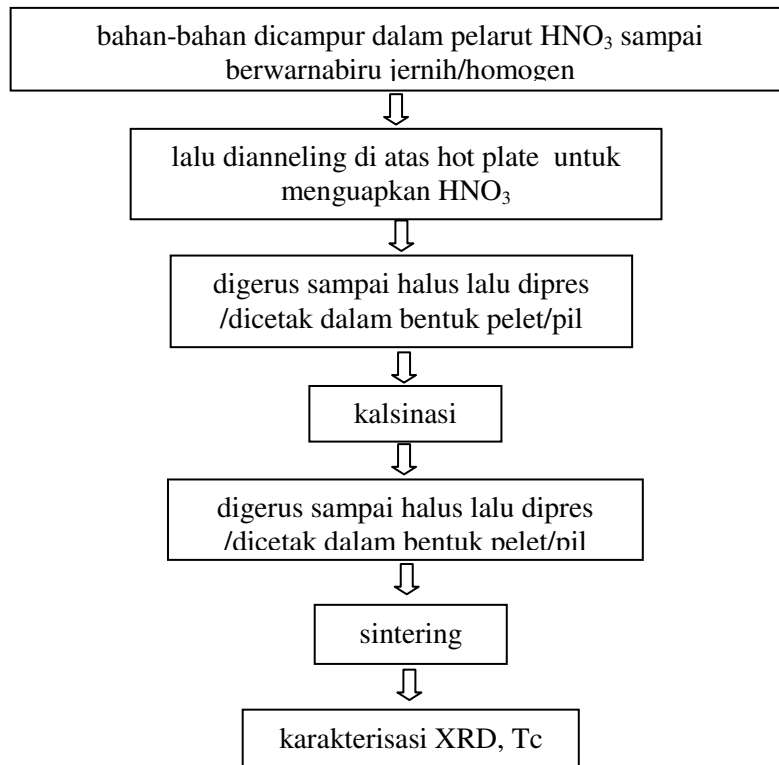 bahan-bahan dicampur dalam pelarut HNO₃ sampai
berwarnabiru jernih/homogen
lalu dianneling di atas hot plate untuk
menguapkan HNO₃
digerus sampai halus lalu dipres
/dicetak dalam bentuk pelet/pil
kalsinasi
digerus sampai halus lalu dipres
/dicetak dalam bentuk pelet/pil
sintering
karakterisasi XRD, Tc